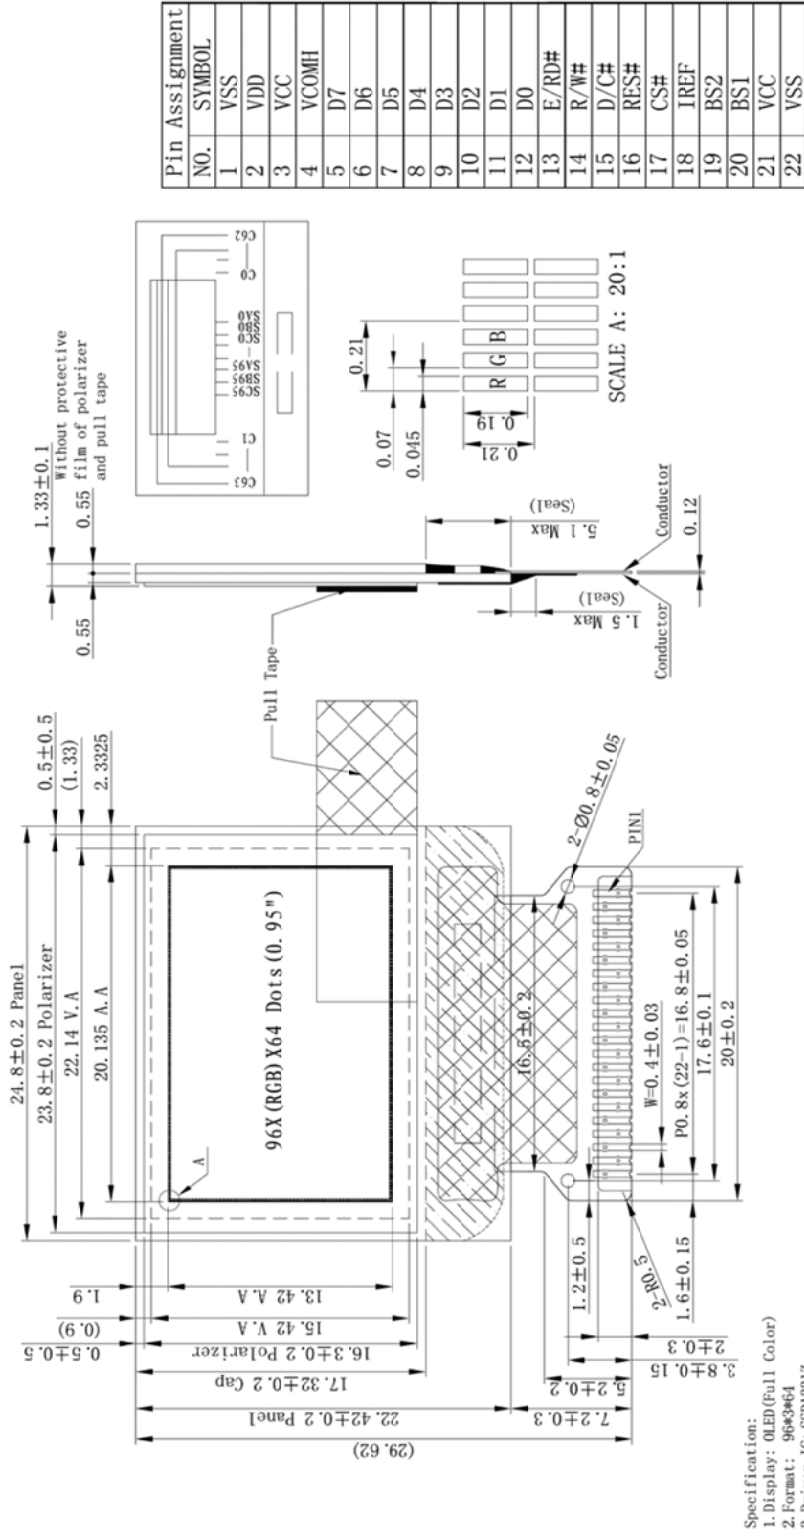 Pin Assignment
NO. SYMBOL
1 VSS
2 VDD
3 VCC
4 VCOMH
5 D7
6 D6
7 D5
8 D4
9 D3
10 D2
11 D1
12 D0
13 E/RD#
14 R/W#
15 D/C#
16 RES#
17 CS#
18 IREF
19 BS2
20 BS1
21 VCC
22 VSS
1.33±0.1
Without protective
film of polarizer
and pull tape
0.55
0.55
C63
C1
SC95
SB95
SA95
SC0
SB0
SA0
C0
C62
0.21
0.07
0.045
0.19
0.21
R G B
SCALE A: 20:1
5.1 Max
(Seal)
1.5 Max
(Seal)
Conductor
Conductor
0.12
Pull Tape
24.8±0.2 Panel
23.8±0.2 Polarizer
22.14 V.A
20.135 A.A
0.5±0.5
(1.33)
2.3325
A
96X(RGB)X64 Dots(0.95")
1.9
13.42 A.A
(0.9)
15.42 V.A
0.5±0.5
16.3±0.2 Polarizer
17.32±0.2 Cap
22.42±0.2 Panel
(29.62)
7.2±0.3
5.2±0.2
3.8±0.15
2±0.3
16.5±0.2
2-Ø0.8±0.05
PIN1
W=0.4±0.03
P0.8x(22-1)=16.8±0.05
17.6±0.1
20±0.2
1.2±0.5
2-R0.5
1.6±0.15
Specification:
1.Display: OLED(Full Color)
2.Format: 96*3*64